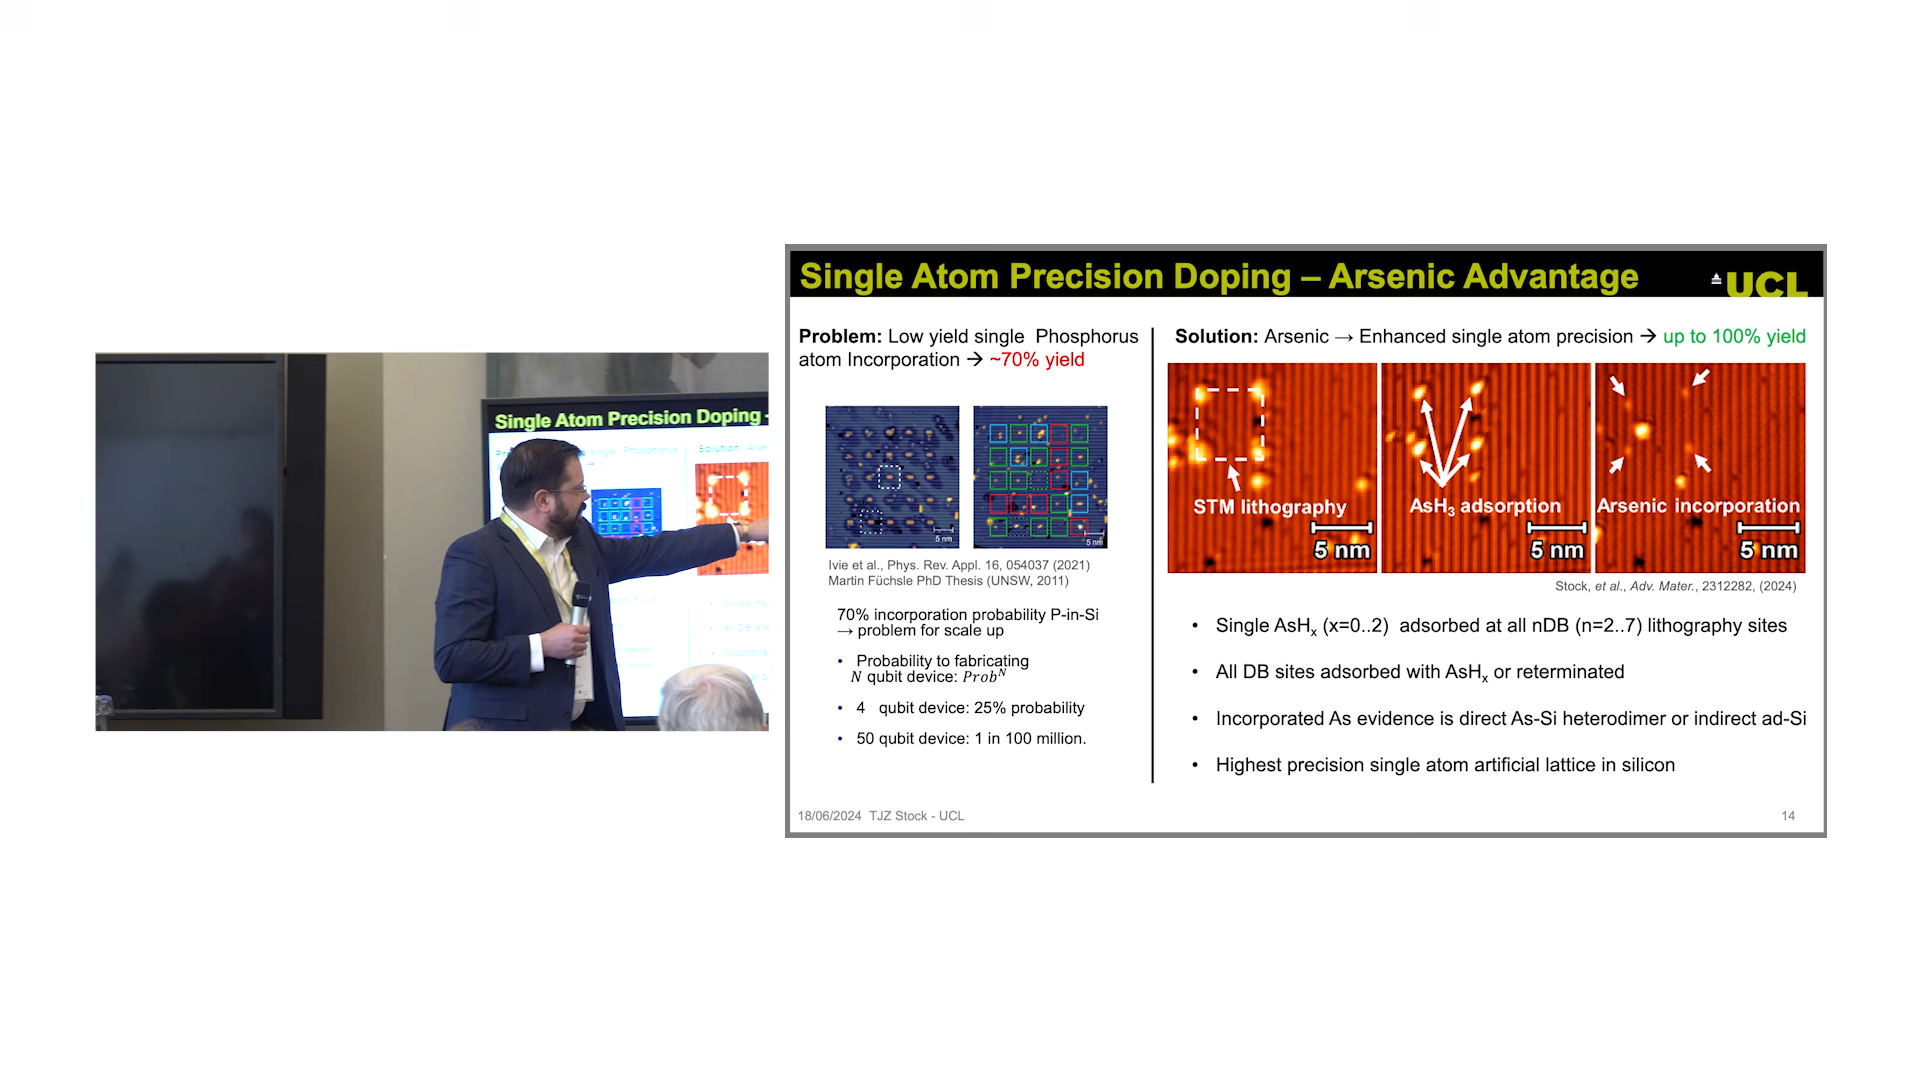 Single Atom Precision Doping -
Single Atom Precision Doping – Arsenic Advantage
UCL
Problem: Low yield single Phosphorus
atom Incorporation → ~70% yield
5 nm
5 nm
Ivie et al., Phys. Rev. Appl. 16, 054037 (2021)
Martin Füchsle PhD Thesis (UNSW, 2011)
70% incorporation probability P-in-Si
→ problem for scale up
• Probability to fabricating
N qubit device: Prob^N
• 4 qubit device: 25% probability
• 50 qubit device: 1 in 100 million.
Solution: Arsenic → Enhanced single atom precision → up to 100% yield
STM lithography
5 nm
AsH₃ adsorption
5 nm
Arsenic incorporation
5 nm
Stock, et al., Adv. Mater., 2312282, (2024)
• Single AsHₓ (x=0..2) adsorbed at all nDB (n=2..7) lithography sites
• All DB sites adsorbed with AsHₓ or reterminated
• Incorporated As evidence is direct As-Si heterodimer or indirect ad-Si
• Highest precision single atom artificial lattice in silicon
18/06/2024 TJZ Stock - UCL
14